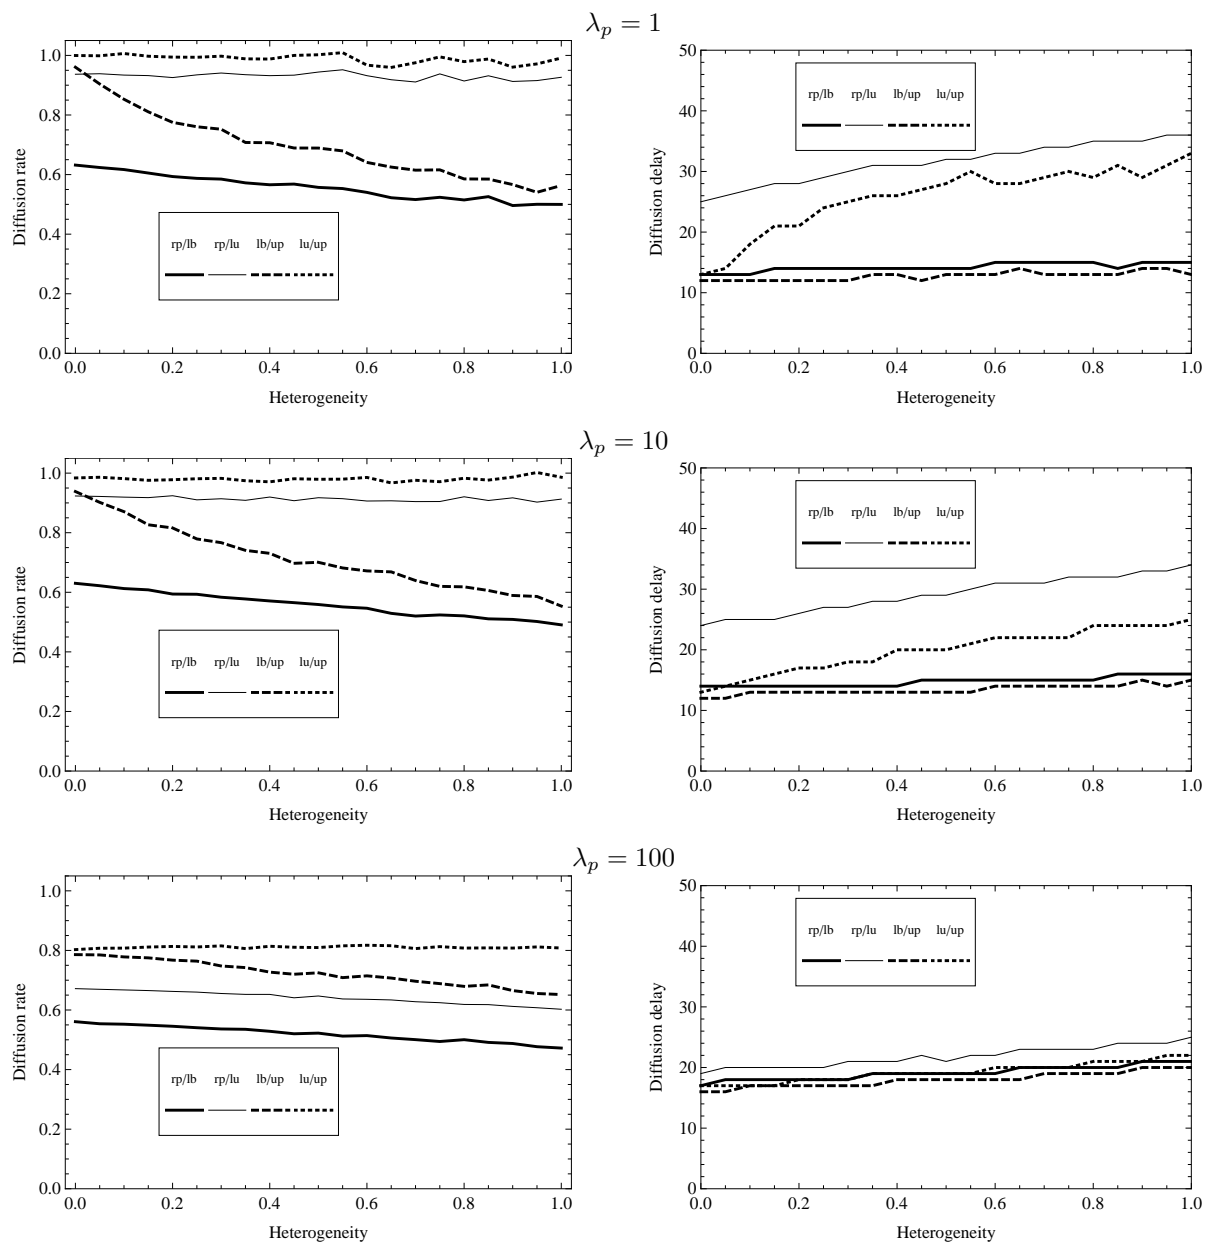 λp = 1
1.0
0.8
0.6
0.4
0.2
0.0
Diffusion rate
rp/lb rp/lu lb/up lu/up
0.0 0.2 0.4 0.6 0.8 1.0
Heterogeneity
50
40
30
20
10
0
Diffusion delay
rp/lb rp/lu lb/up lu/up
0.0 0.2 0.4 0.6 0.8 1.0
Heterogeneity
λp = 10
1.0
0.8
0.6
0.4
0.2
0.0
Diffusion rate
rp/lb rp/lu lb/up lu/up
0.0 0.2 0.4 0.6 0.8 1.0
Heterogeneity
50
40
30
20
10
0
Diffusion delay
rp/lb rp/lu lb/up lu/up
0.0 0.2 0.4 0.6 0.8 1.0
Heterogeneity
λp = 100
1.0
0.8
0.6
0.4
0.2
0.0
Diffusion rate
rp/lb rp/lu lb/up lu/up
0.0 0.2 0.4 0.6 0.8 1.0
Heterogeneity
50
40
30
20
10
0
Diffusion delay
rp/lb rp/lu lb/up lu/up
0.0 0.2 0.4 0.6 0.8 1.0
Heterogeneity